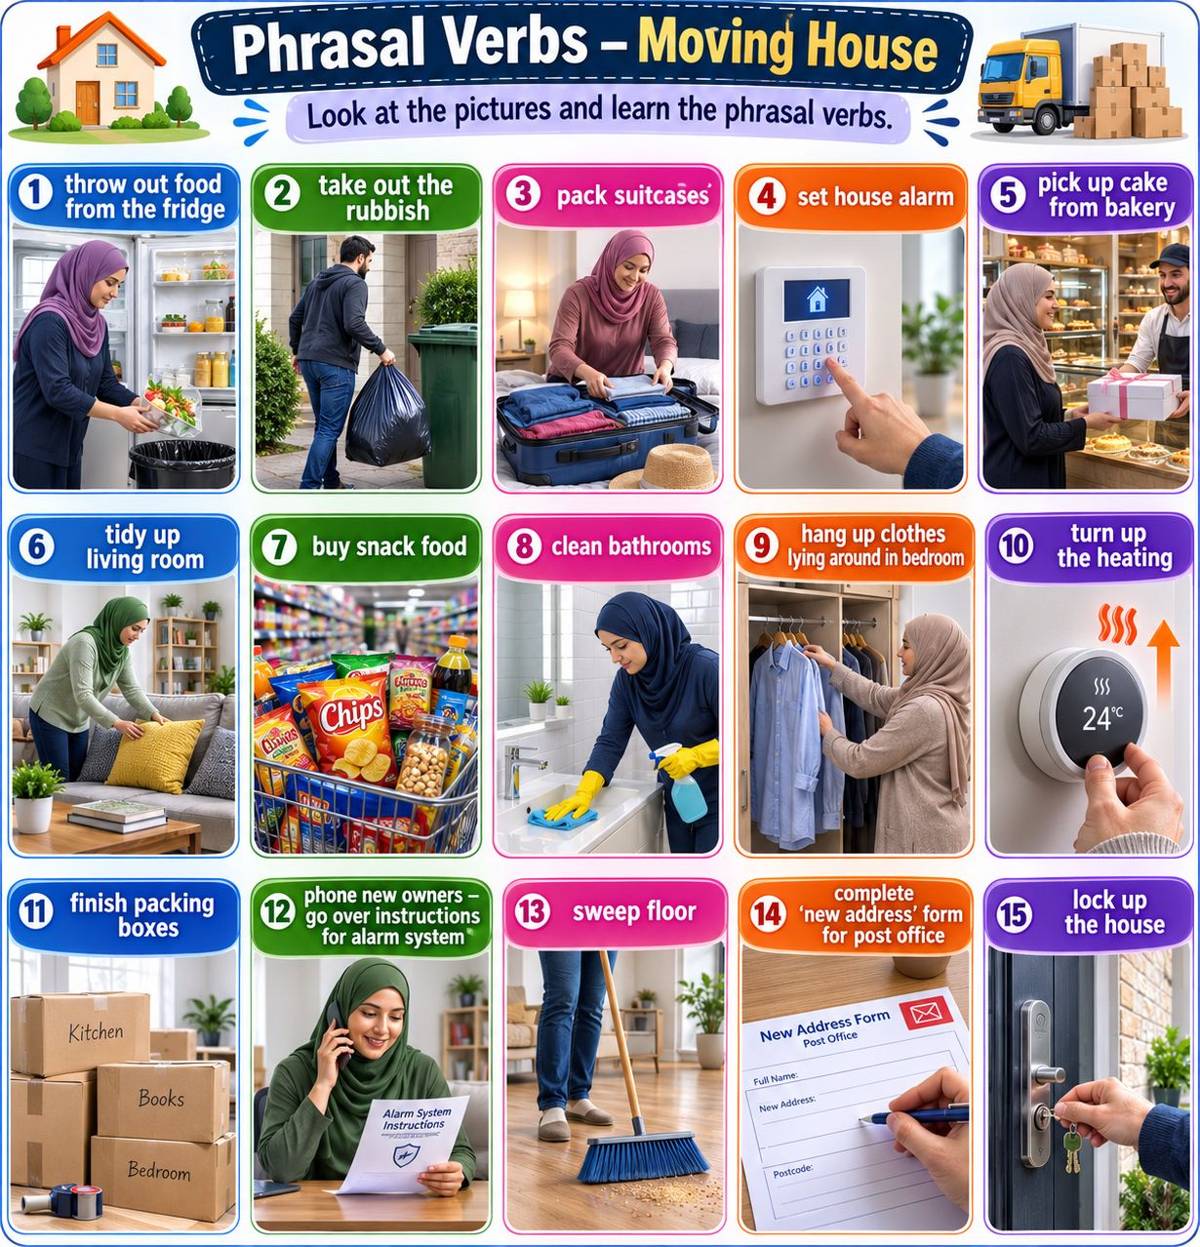 Phrasal Verbs – Moving House
Look at the pictures and learn the phrasal verbs.
1 throw out food
from the fridge
2 take out the
rubbish
3 pack suitcases
4 set house alarm
5 pick up cake
from bakery
6 tidy up
living room
7 buy snack food
8 clean bathrooms
9 hang up clothes
lying around in bedroom
10 turn up
the heating
Chips
24°C
11 finish packing
boxes
12 phone new owners –
go over instructions
for alarm system
13 sweep floor
14 complete
‘new address’ form
for post office
15 lock up
the house
Kitchen
Books
Bedroom
Alarm System
Instructions
New Address Form
Post Office
Full Name:
New Address:
Postcode: